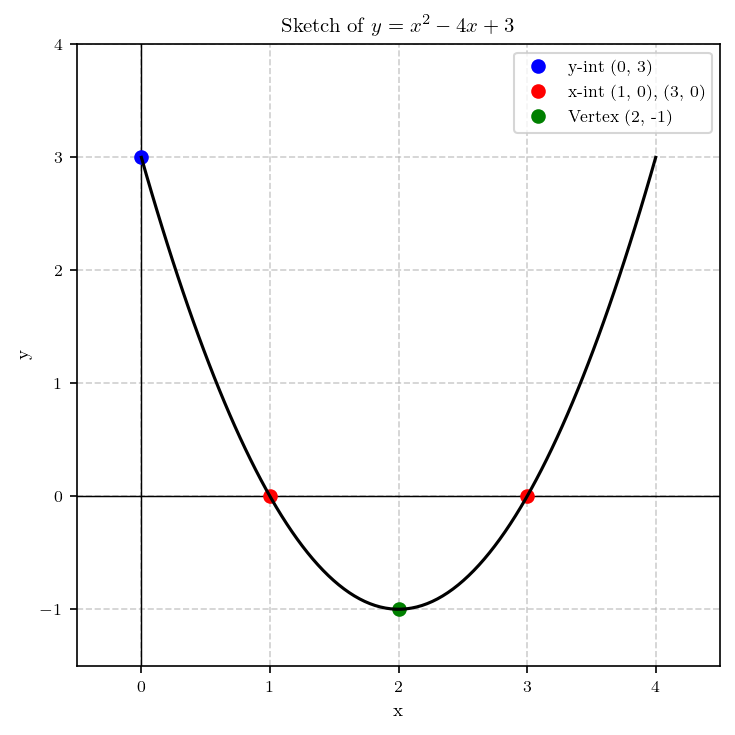 Sketch of $y = x^2 - 4x + 3$
y-int (0, 3)
x-int (1, 0), (3, 0)
Vertex (2, -1)
4
3
2
1
0
−1
y
0 1 2 3 4
x